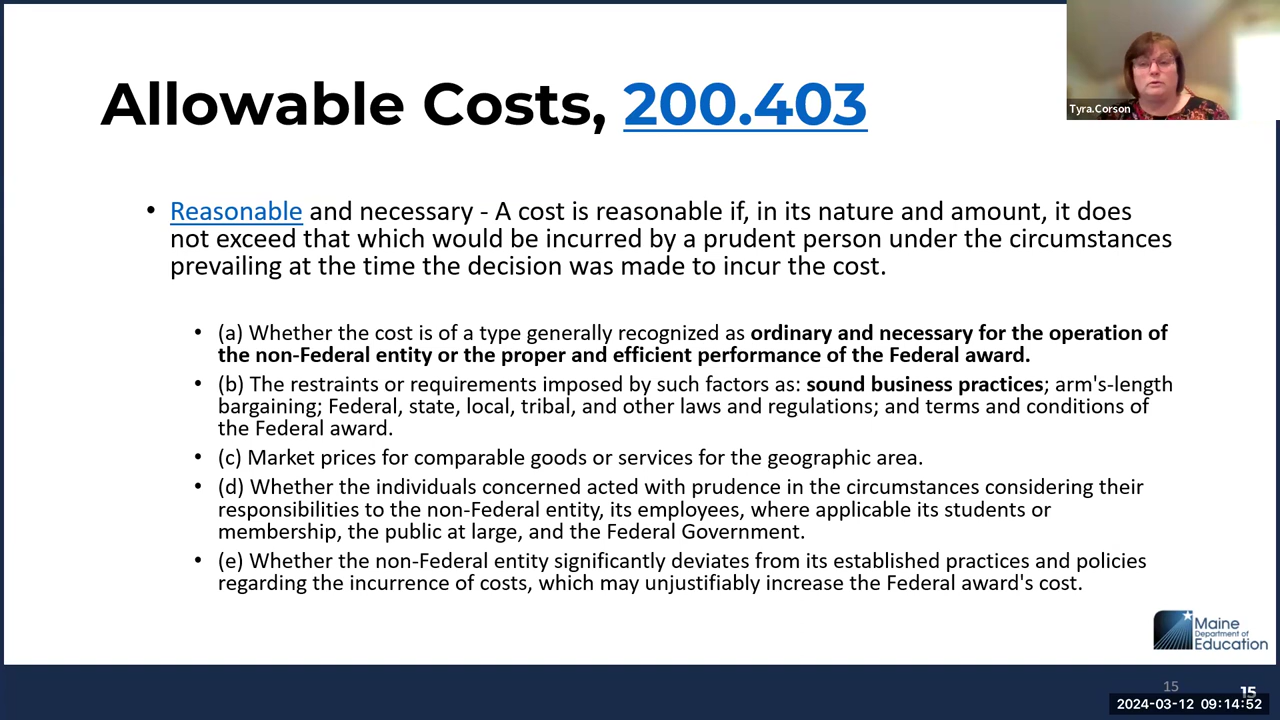 Allowable Costs, 200.403
Tyra.Corson
• Reasonable and necessary - A cost is reasonable if, in its nature and amount, it does
not exceed that which would be incurred by a prudent person under the circumstances
prevailing at the time the decision was made to incur the cost.
• (a) Whether the cost is of a type generally recognized as ordinary and necessary for the operation of
the non-Federal entity or the proper and efficient performance of the Federal award.
• (b) The restraints or requirements imposed by such factors as: sound business practices; arm's-length
bargaining; Federal, state, local, tribal, and other laws and regulations; and terms and conditions of
the Federal award.
• (c) Market prices for comparable goods or services for the geographic area.
• (d) Whether the individuals concerned acted with prudence in the circumstances considering their
responsibilities to the non-Federal entity, its employees, where applicable its students or
membership, the public at large, and the Federal Government.
• (e) Whether the non-Federal entity significantly deviates from its established practices and policies
regarding the incurrence of costs, which may unjustifiably increase the Federal award's cost.
Maine
Department of
Education
15
15
2024-03-12 09:14:52